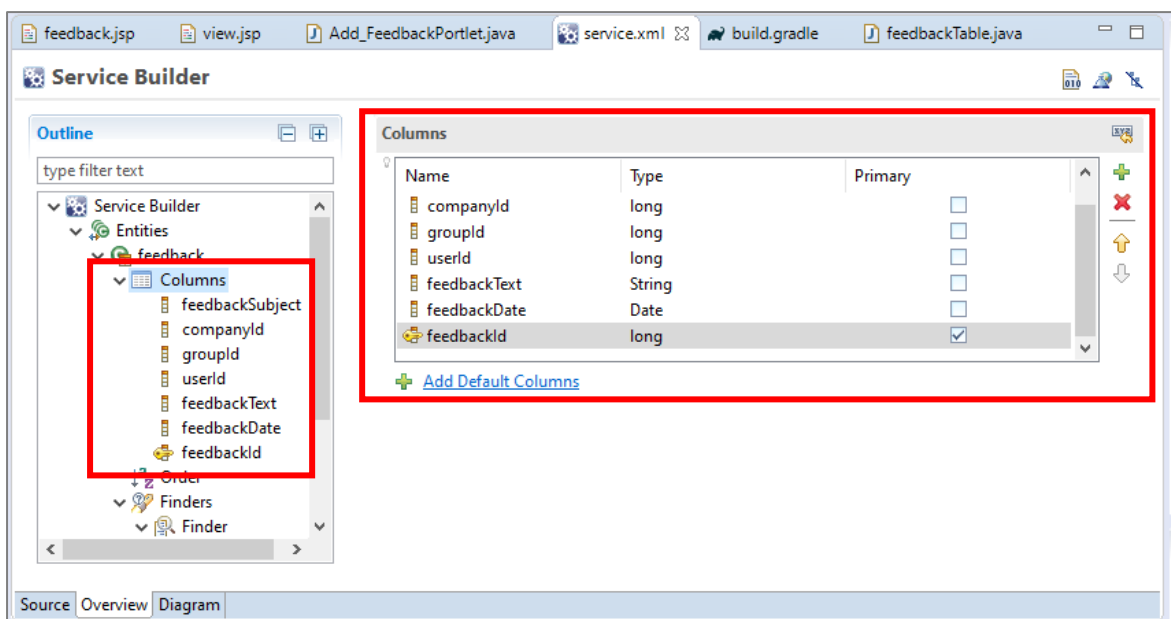 feedback.jsp view.jsp Add_FeedbackPortlet.java service.xml build.gradle feedbackTable.java
Service Builder
Outline
type filter text
Service Builder
Entities
feedback
Columns
feedbackSubject
companyId
groupId
userId
feedbackText
feedbackDate
feedbackId
Order
Finders
Finder
Columns
Name Type Primary
companyId long
groupId long
userId long
feedbackText String
feedbackDate Date
feedbackId long
Add Default Columns
Source Overview Diagram